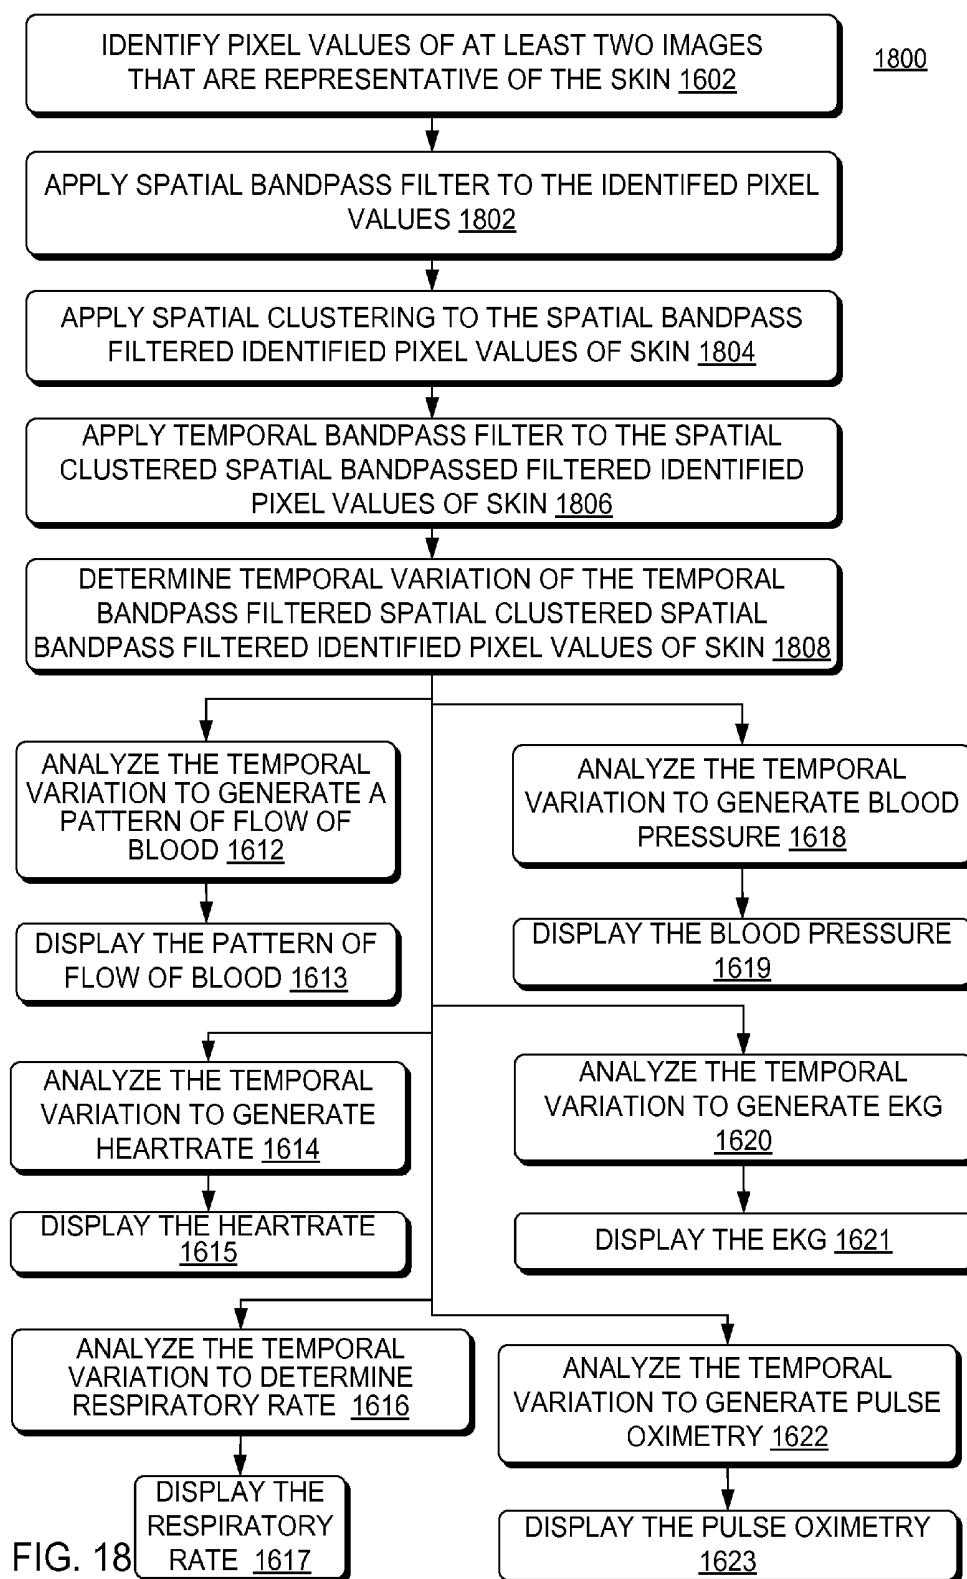 IDENTIFY PIXEL VALUES OF AT LEAST TWO IMAGES
THAT ARE REPRESENTATIVE OF THE SKIN 1602
1800
APPLY SPATIAL BANDPASS FILTER TO THE IDENTIFED PIXEL
VALUES 1802
APPLY SPATIAL CLUSTERING TO THE SPATIAL BANDPASS
FILTERED IDENTIFIED PIXEL VALUES OF SKIN 1804
APPLY TEMPORAL BANDPASS FILTER TO THE SPATIAL
CLUSTERED SPATIAL BANDPASSED FILTERED IDENTIFIED
PIXEL VALUES OF SKIN 1806
DETERMINE TEMPORAL VARIATION OF THE TEMPORAL
BANDPASS FILTERED SPATIAL CLUSTERED SPATIAL
BANDPASS FILTERED IDENTIFIED PIXEL VALUES OF SKIN 1808
ANALYZE THE TEMPORAL
VARIATION TO GENERATE A
PATTERN OF FLOW OF
BLOOD 1612
ANALYZE THE TEMPORAL
VARIATION TO GENERATE BLOOD
PRESSURE 1618
DISPLAY THE PATTERN OF
FLOW OF BLOOD 1613
DISPLAY THE BLOOD PRESSURE
1619
ANALYZE THE TEMPORAL
VARIATION TO GENERATE
HEARTRATE 1614
ANALYZE THE TEMPORAL
VARIATION TO GENERATE EKG
1620
DISPLAY THE HEARTRATE
1615
DISPLAY THE EKG 1621
ANALYZE THE TEMPORAL
VARIATION TO DETERMINE
RESPIRATORY RATE 1616
ANALYZE THE TEMPORAL
VARIATION TO GENERATE PULSE
OXIMETRY 1622
DISPLAY THE
RESPIRATORY
RATE 1617
DISPLAY THE PULSE OXIMETRY
1623
FIG. 18